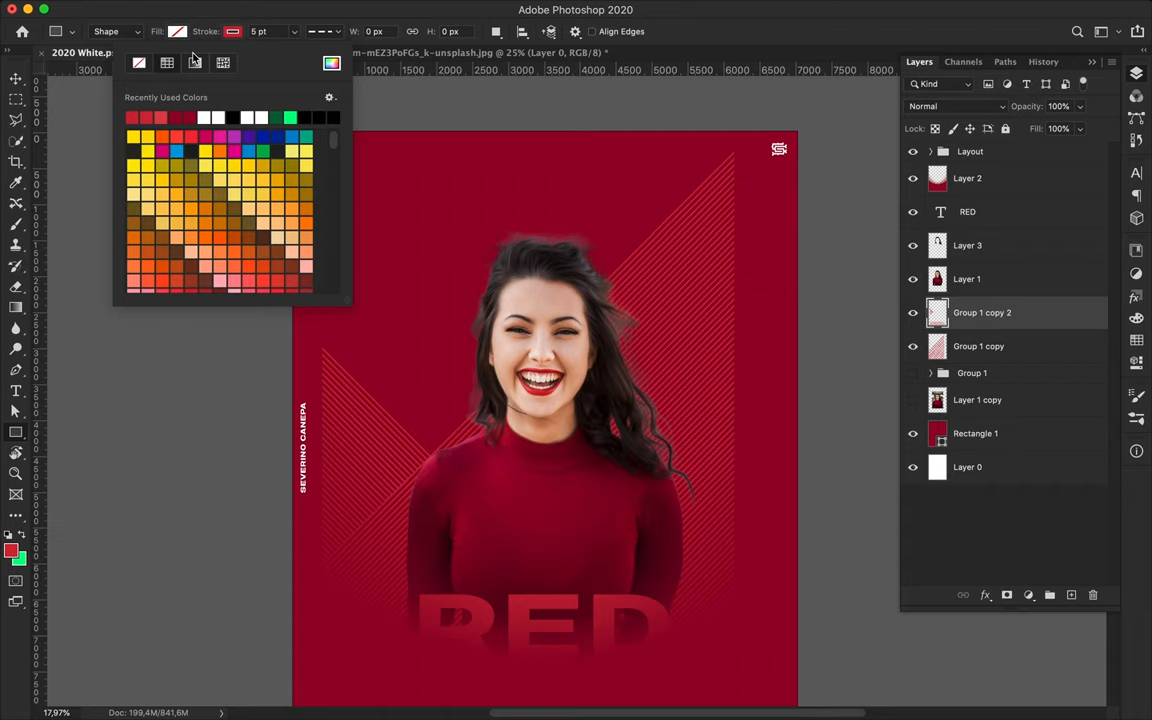 Adobe Photoshop 2020
Shape
Fill:
Stroke:
5 pt
W: 0 px
H: 0 px
Align Edges
2020 White.ps
m-mEZ3PoFGs_k-unsplash.jpg @ 25% (Layer 0, RGB/8) *
3000
1000
1500
2000
2500
3000
3500
4000
4500
5000
5500
6000
6500
7000
7500
8000
Recently Used Colors
SEVERINO CANEPA
RED
Layers
Channels
Paths
History
Kind
Normal
Opacity: 100%
Lock:
Fill: 100%
Layout
Layer 2
RED
Layer 3
Layer 1
Group 1 copy 2
Group 1 copy
Group 1
Layer 1 copy
Rectangle 1
Layer 0
17,97%
Doc: 199,4M/841,6M